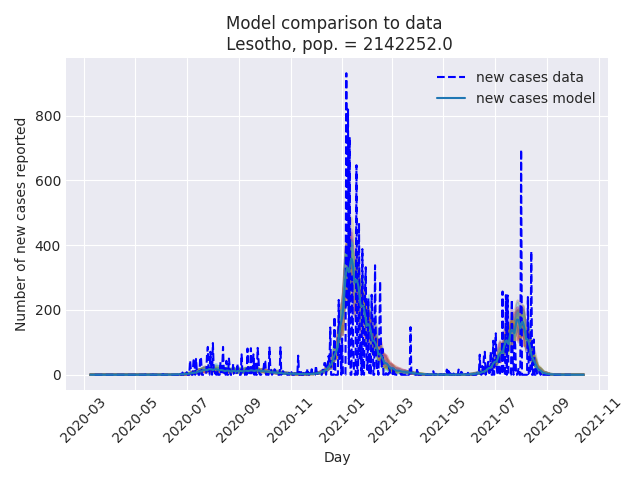 Model comparison to data
Lesotho, pop. = 2142252.0
new cases data
new cases model
Number of new cases reported
800
600
400
200
0
2020-03
2020-05
2020-07
2020-09
2020-11
2021-01
2021-03
2021-05
2021-07
2021-09
2021-11
Day